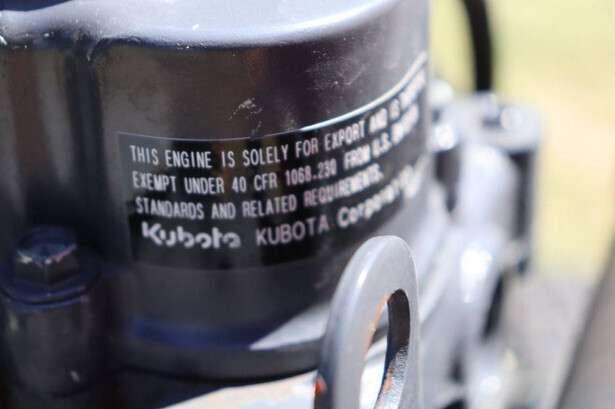 THIS ENGINE IS SOLELY FOR EXPORT AND IS
EXEMPT UNDER 40 CFR 1068.230 FROM U.S.
STANDARDS AND RELATED REQUIREMENTS.
Kubota KUBOTA Corporation